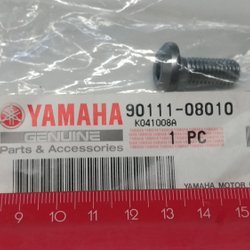 YAMAHA 90111-08010
K041008A
GENUINE 1 PC
Parts & Accessories
YAMAHA MOTOR
9 10 11 12 13 14 15